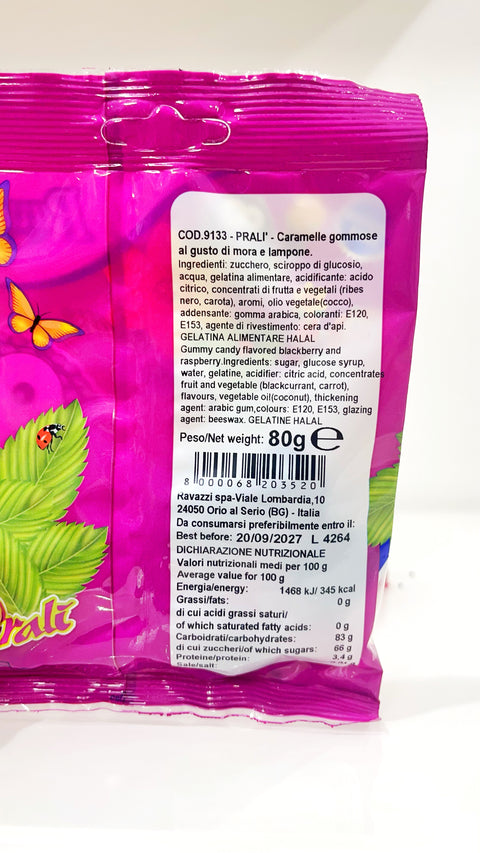 COD.9133 - PRALI' - Caramelle gommose
al gusto di mora e lampone.
Ingredienti: zucchero, sciroppo di glucosio,
acqua, gelatina alimentare, acidificante: acido
citrico, concentrati di frutta e vegetali (ribes
nero, carota), aromi, olio vegetale(cocco),
addensante: gomma arabica, coloranti: E120,
E153, agente di rivestimento: cera d'api.
GELATINA ALIMENTARE HALAL
Gummy candy flavored blackberry and
raspberry.Ingredients: sugar, glucose syrup,
water, gelatine, acidifier: citric acid, concentrates
fruit and vegetable (blackcurrant, carrot),
flavours, vegetable oil(coconut), thickening
agent: arabic gum,colours: E120, E153, glazing
agent: beeswax. GELATINE HALAL
Peso/Net weight: 80g ℮
8 000068 203520
Ravazzi spa-Viale Lombardia,10
24050 Orio al Serio (BG) - Italia
Da consumarsi preferibilmente entro il:
Best before: 20/09/2027 L 4264
DICHIARAZIONE NUTRIZIONALE
Valori nutrizionali medi per 100 g
Average value for 100 g
Energia/energy: 1468 kJ/ 345 kcal
Grassi/fats: 0 g
di cui acidi grassi saturi/
of which saturated fatty acids: 0 g
Carboidrati/carbohydrates: 83 g
di cui zuccheri/of which sugars: 66 g
Proteine/protein: 3,4 g
Sale/salt:
rali